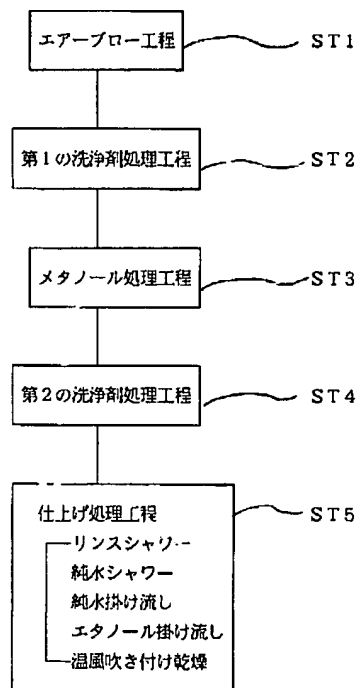 エアーブロー工程 ST1
第1の洗浄剤処理工程 ST2
メタノール処理工程 ST3
第2の洗浄剤処理工程 ST4
仕上げ処理工程 ST5
リンスシャワー
純水シャワー
純水掛け流し
エタノール掛け流し
温風吹き付け乾燥